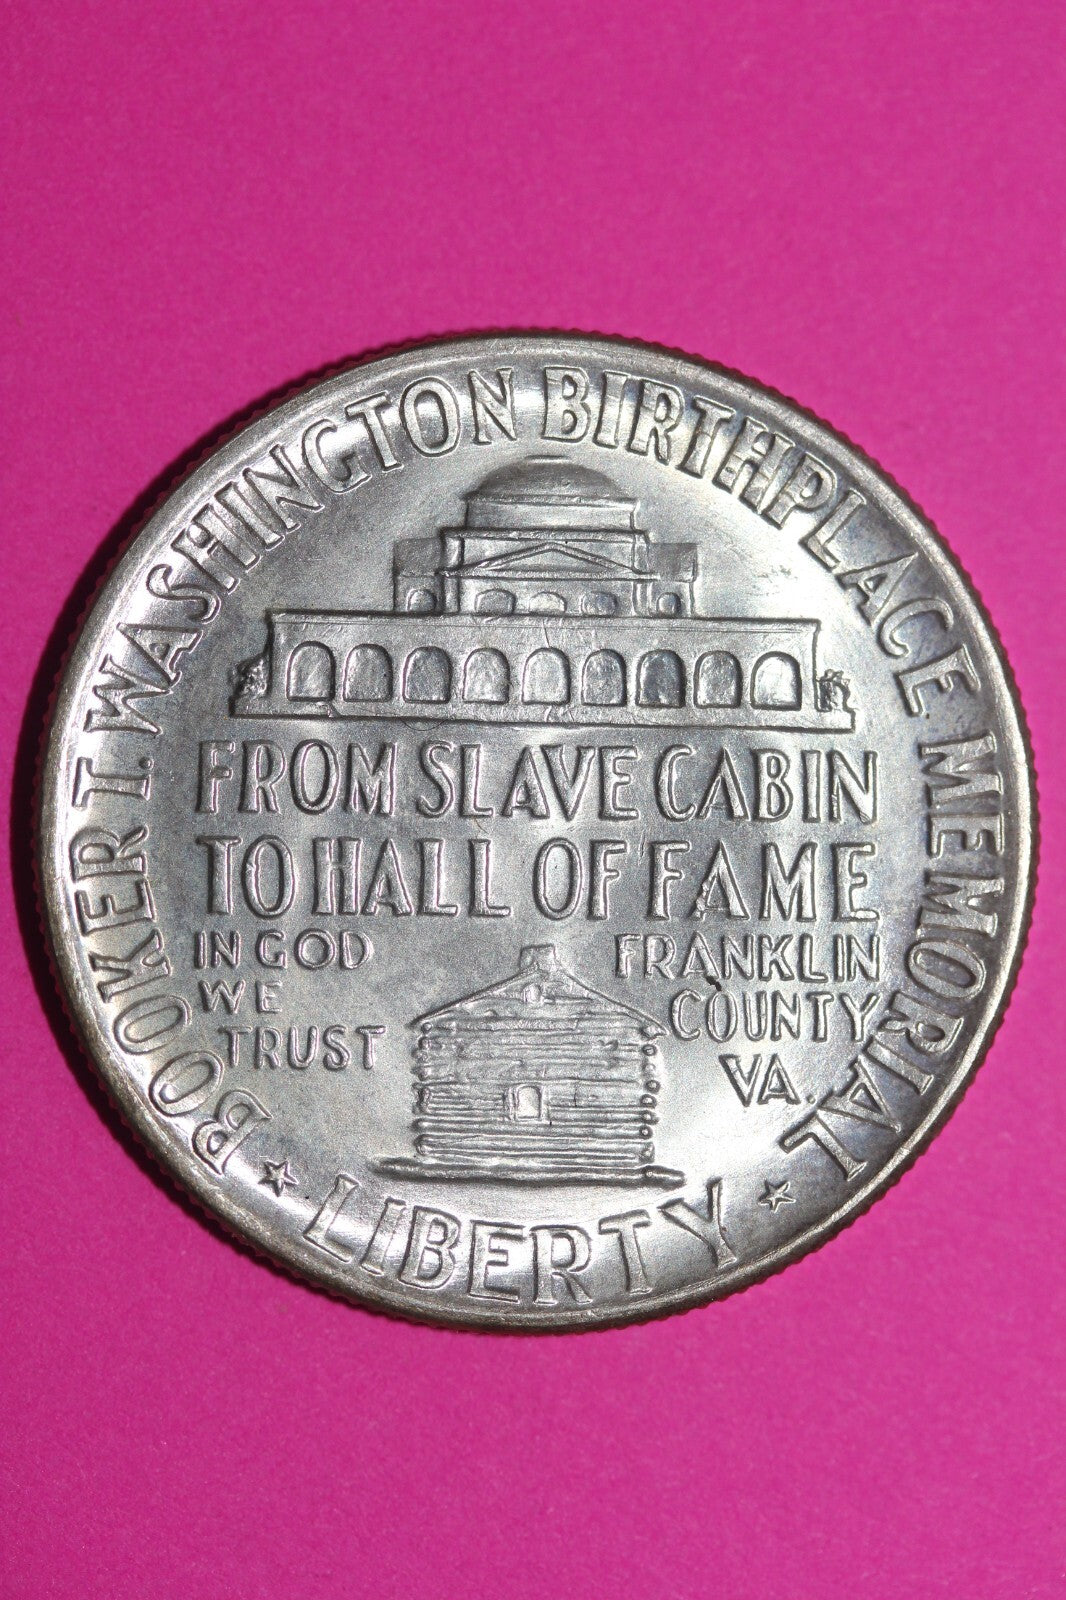 BOOKER T. WASHINGTON BIRTHPLACE MEMORIAL
FROM SLAVE CABIN
TO HALL OF FAME
IN GOD
WE
TRUST
FRANKLIN
COUNTY
VA.
LIBERTY